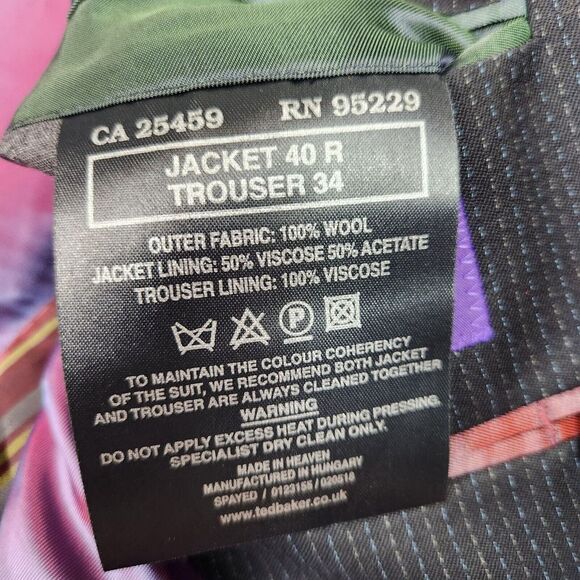 CA 25459 RN 95229
JACKET 40 R
TROUSER 34
OUTER FABRIC: 100% WOOL
JACKET LINING: 50% VISCOSE 50% ACETATE
TROUSER LINING: 100% VISCOSE
P
TO MAINTAIN THE COLOUR COHERENCY
OF THE SUIT, WE RECOMMEND BOTH JACKET
AND TROUSER ARE ALWAYS CLEANED TOGETHER
WARNING
DO NOT APPLY EXCESS HEAT DURING PRESSING.
SPECIALIST DRY CLEAN ONLY.
MADE IN HEAVEN
MANUFACTURED IN HUNGARY
SPAYED / 0123155 / 020516
www.tedbaker.co.uk